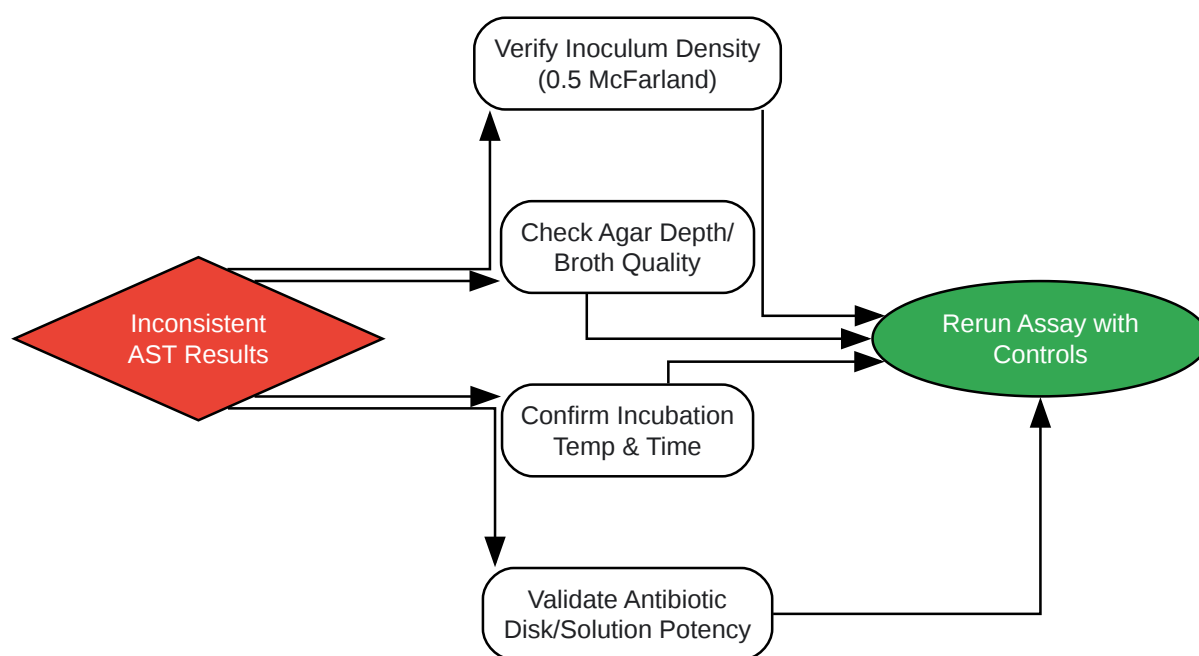 Verify Inoculum Density
(0.5 McFarland)
Check Agar Depth/
Broth Quality
Inconsistent
AST Results
Rerun Assay with
Controls
Confirm Incubation
Temp & Time
Validate Antibiotic
Disk/Solution Potency